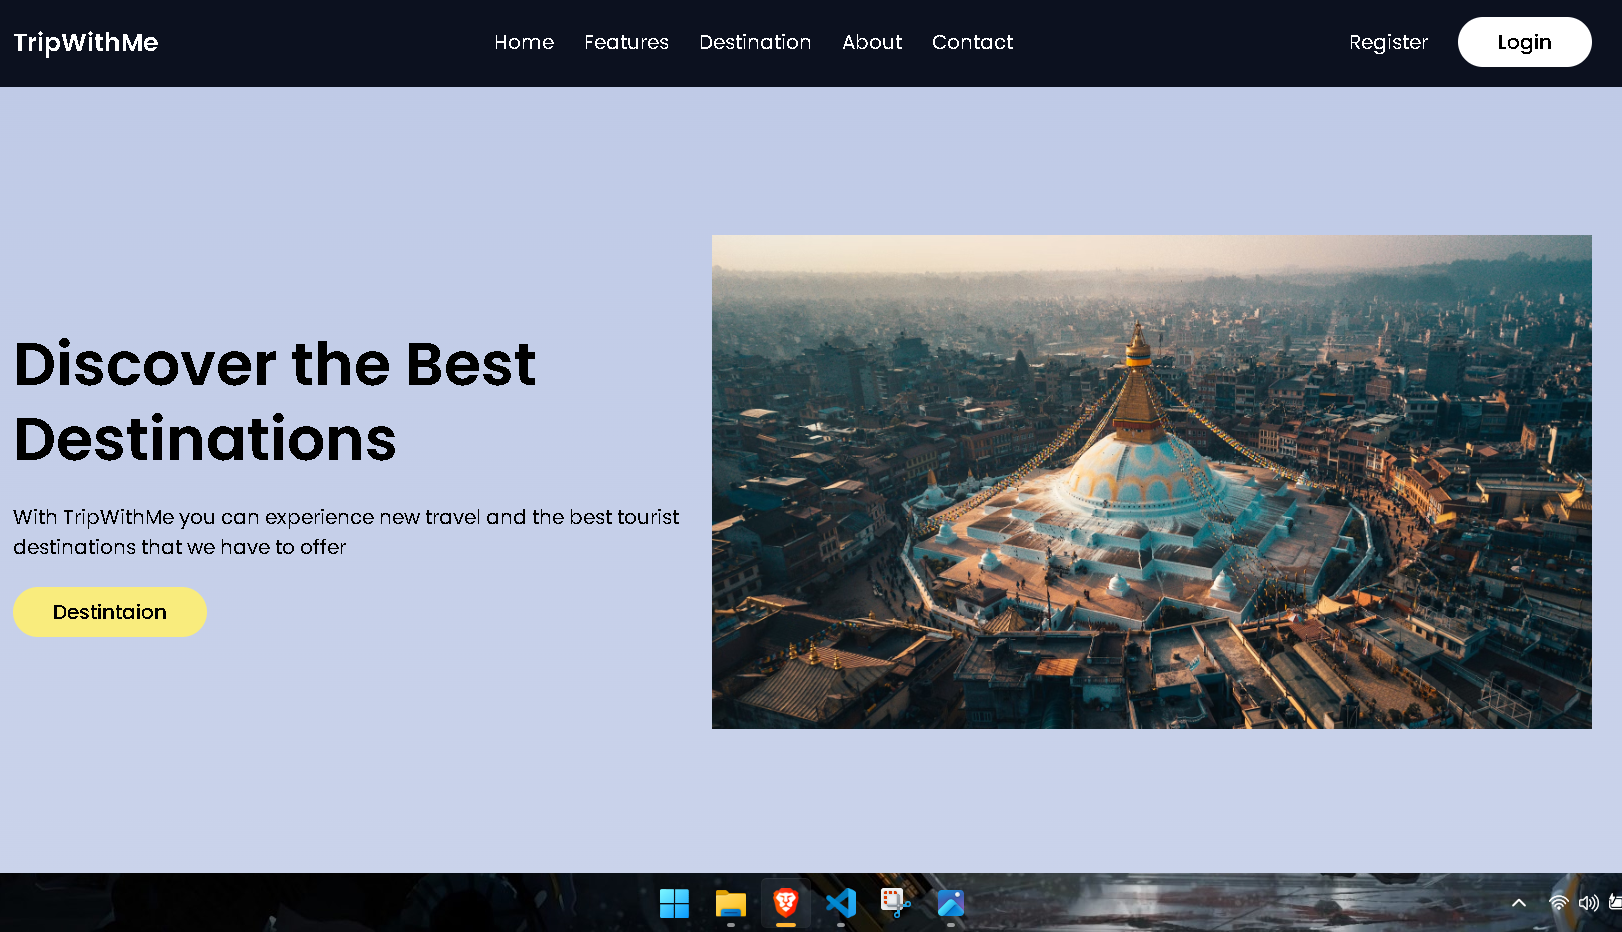 TripWithMe
Home Features Destination About Contact
Register Login
Discover the Best
Destinations
With TripWithMe you can experience new travel and the best tourist
destinations that we have to offer
Destintaion